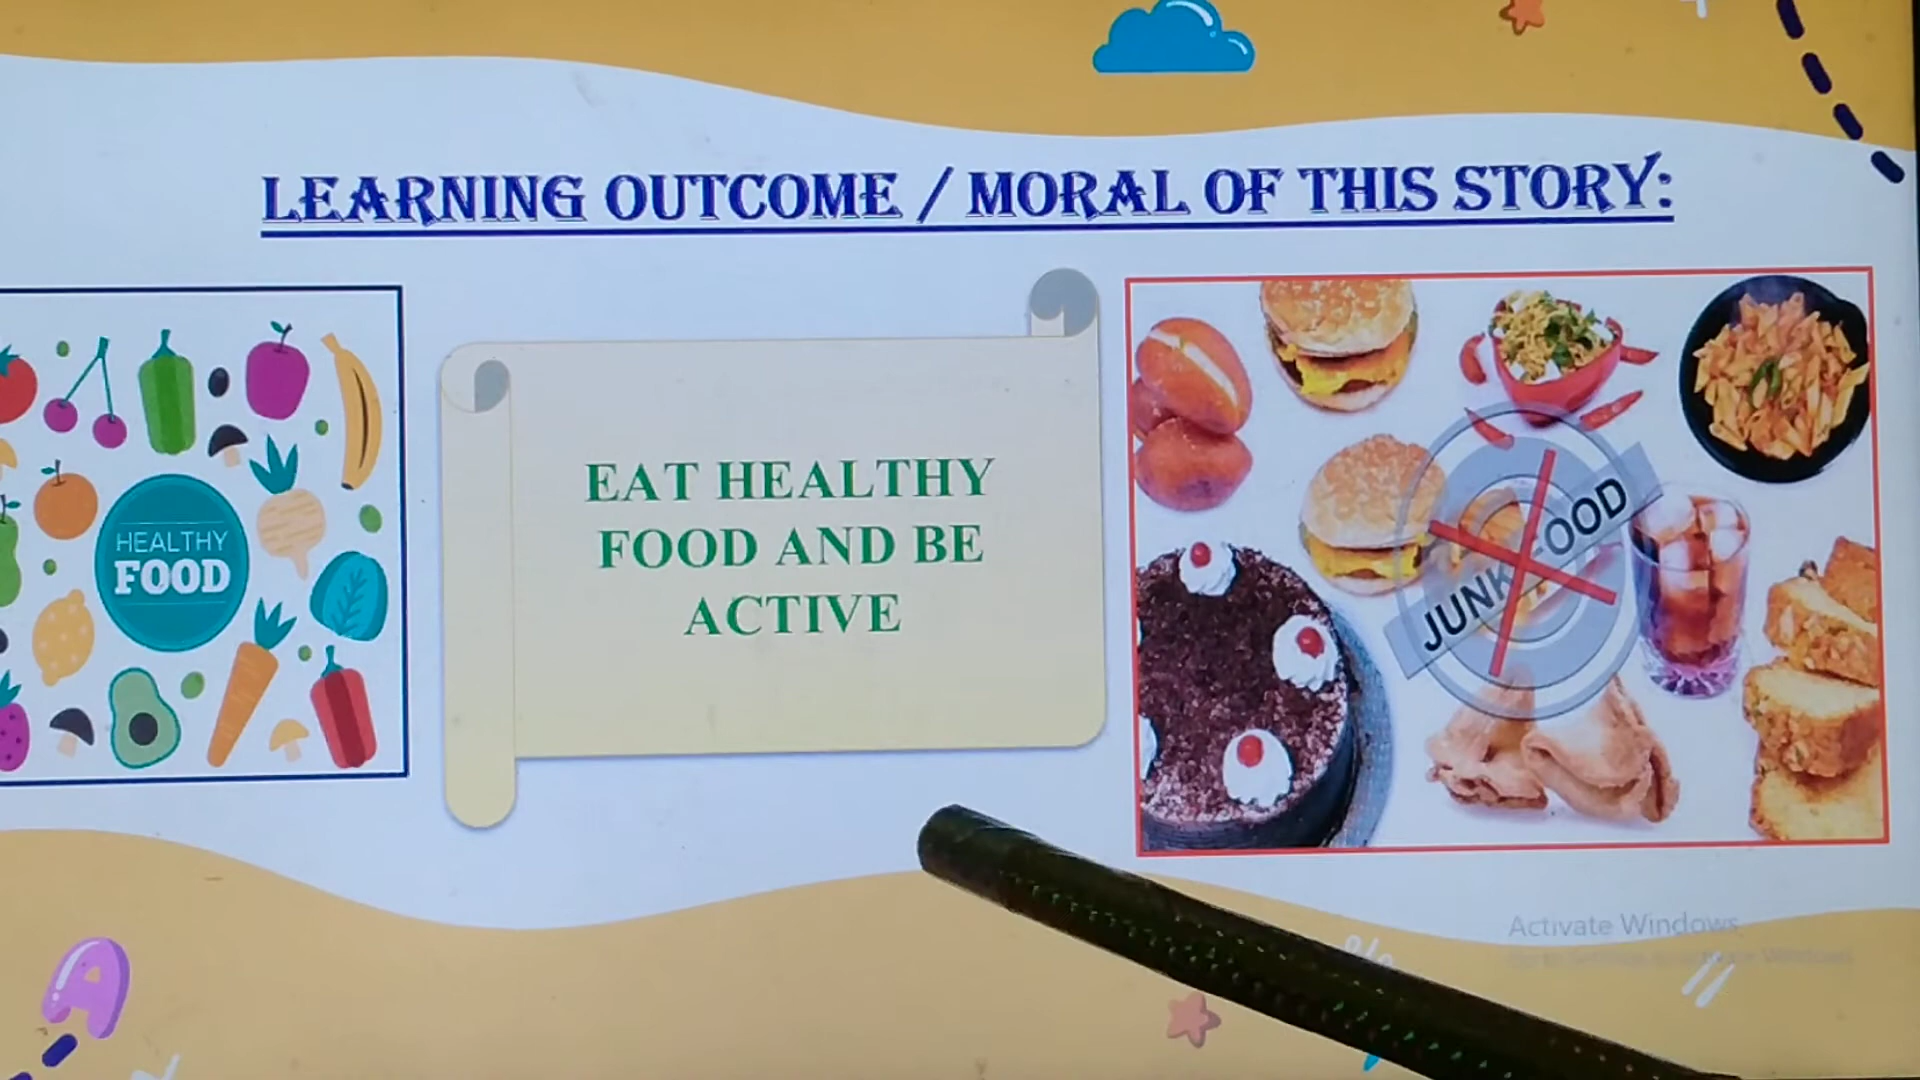 LEARNING OUTCOME / MORAL OF THIS STORY:
HEALTHY
FOOD
EAT HEALTHY
FOOD AND BE
ACTIVE
JUNK FOOD
A
Activate Windows